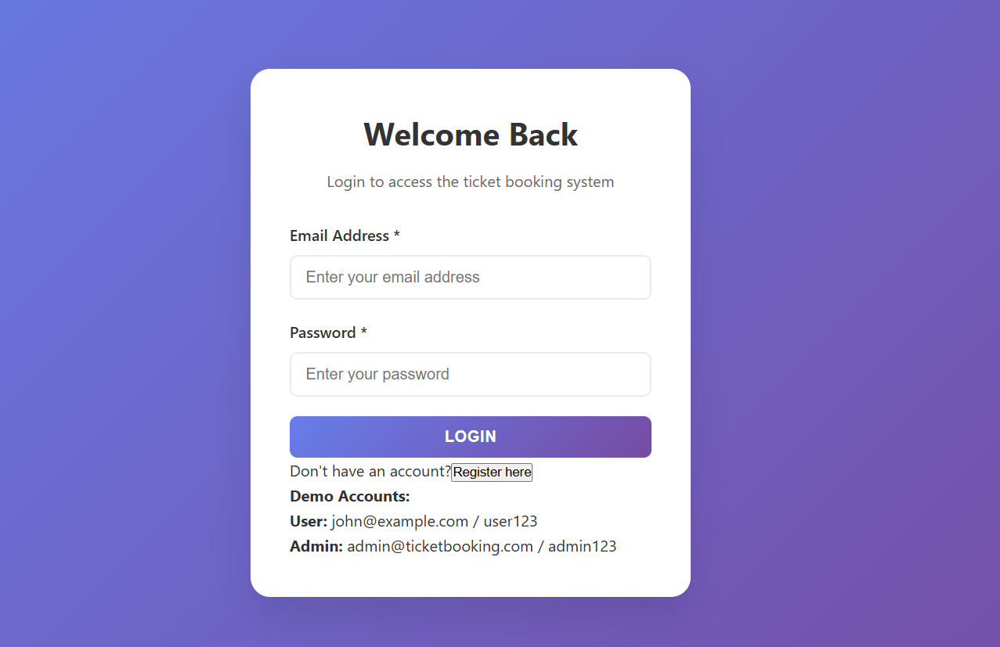 Welcome Back
Login to access the ticket booking system
Email Address *
Enter your email address
Password *
Enter your password
LOGIN
Don't have an account?Register here
Demo Accounts:
User: john@example.com / user123
Admin: admin@ticketbooking.com / admin123